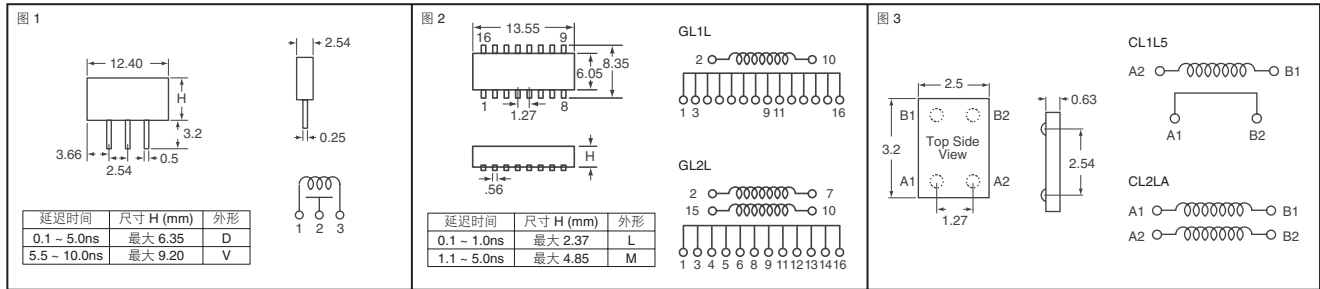 图 1
12.40
H
3.2
3.66
2.54
0.5
2.54
0.25
1 2 3
延迟时间 尺寸 H (mm) 外形
0.1 ~ 5.0ns 最大 6.35 D
5.5 ~ 10.0ns 最大 9.20 V
图 2
13.55
16 9
6.05
8.35
1 8
1.27
H
.56
延迟时间 尺寸 H (mm) 外形
0.1 ~ 1.0ns 最大 2.37 L
1.1 ~ 5.0ns 最大 4.85 M
GL1L
2 10
1 3 9 11 16
GL2L
2 7
15 10
1 3 4 5 6 8 9 11 12 13 14 16
图 3
2.5
0.63
B1 B2
3.2
Top Side
View
2.54
A1 A2
1.27
CL1L5
A2 B1
A1 B2
CL2LA
A1 B1
A2 B2